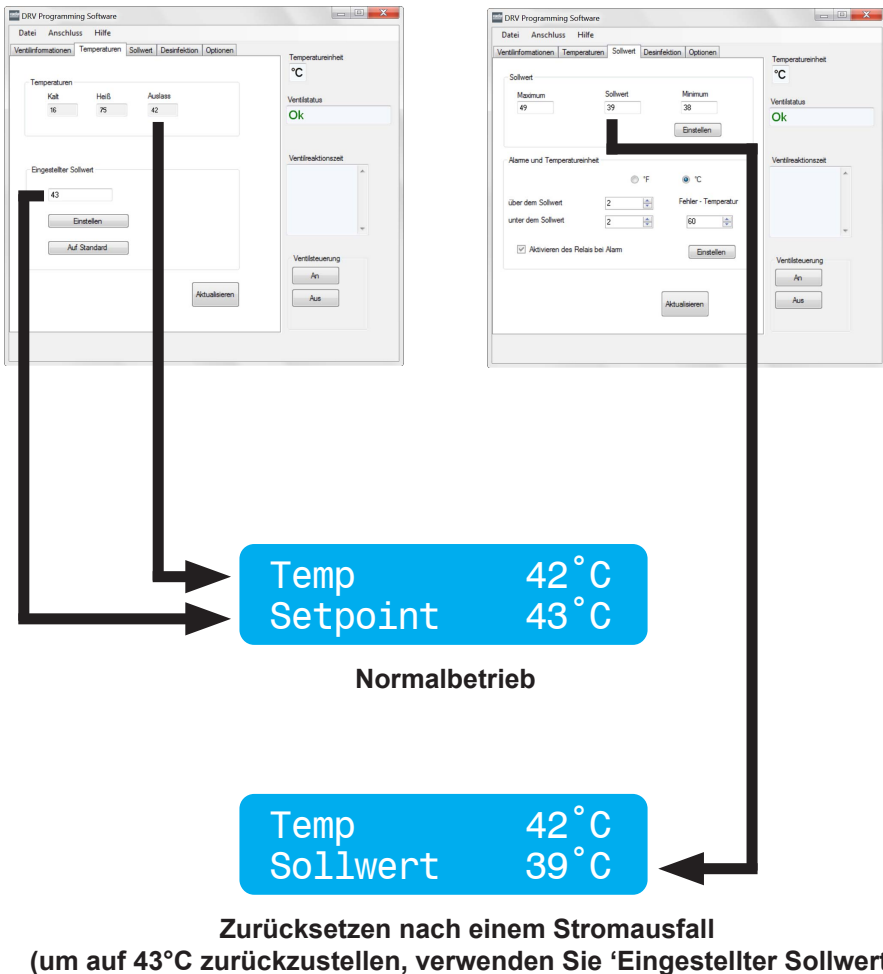 DRV Programming Software
Datei Anschluss Hilfe
Ventilinformationen Temperaturen Sollwert Desinfektion Optionen
Temperatureinheit
°C
Temperaturen
Kalt Heiß Auslass
16 75 42
Ventilstatus
Ok
Eingestellter Sollwert
43
Einstellen
Auf Standard
Ventilreaktionszeit
Ventilsteuerung
An
Aus
Aktualisieren
DRV Programming Software
Datei Anschluss Hilfe
Ventilinformationen Temperaturen Sollwert Desinfektion Optionen
Temperatureinheit
°C
Sollwert
Maximum Sollwert Minimum
49 39 38
Einstellen
Ventilstatus
Ok
Alarme und Temperatureinheit
°F °C
über dem Sollwert 2 Fehler - Temperatur
unter dem Sollwert 2 60
Aktivieren des Relais bei Alarm Einstellen
Ventilreaktionszeit
Ventilsteuerung
An
Aus
Aktualisieren
Temp 42°C
Setpoint 43°C
Normalbetrieb
Temp 42°C
Sollwert 39°C
Zurücksetzen nach einem Stromausfall
(um auf 43°C zurückzustellen, verwenden Sie ‘Eingestellter Sollwert